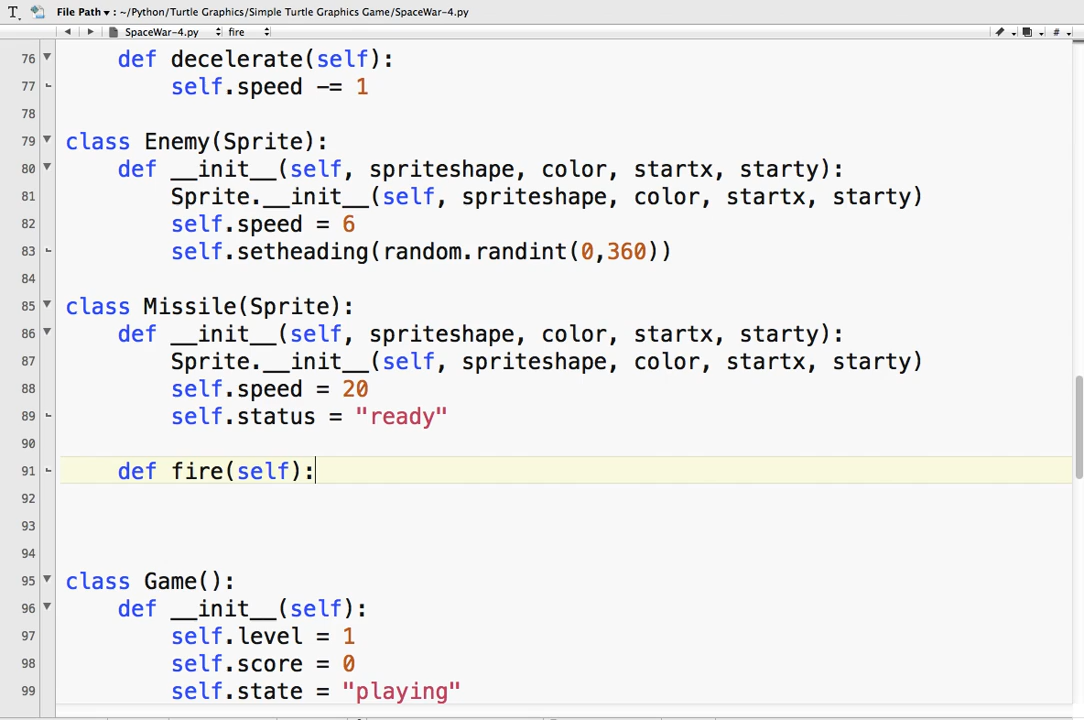 File Path ▾ : ~/Python/Turtle Graphics/Simple Turtle Graphics Game/SpaceWar-4.py
SpaceWar-4.py fire #
76 def decelerate(self):
77 self.speed -= 1
78
79 class Enemy(Sprite):
80 def __init__(self, spriteshape, color, startx, starty):
81 Sprite.__init__(self, spriteshape, color, startx, starty)
82 self.speed = 6
83 self.setheading(random.randint(0,360))
84
85 class Missile(Sprite):
86 def __init__(self, spriteshape, color, startx, starty):
87 Sprite.__init__(self, spriteshape, color, startx, starty)
88 self.speed = 20
89 self.status = "ready"
90
91 def fire(self):
92
93
94
95 class Game():
96 def __init__(self):
97 self.level = 1
98 self.score = 0
99 self.state = "playing"